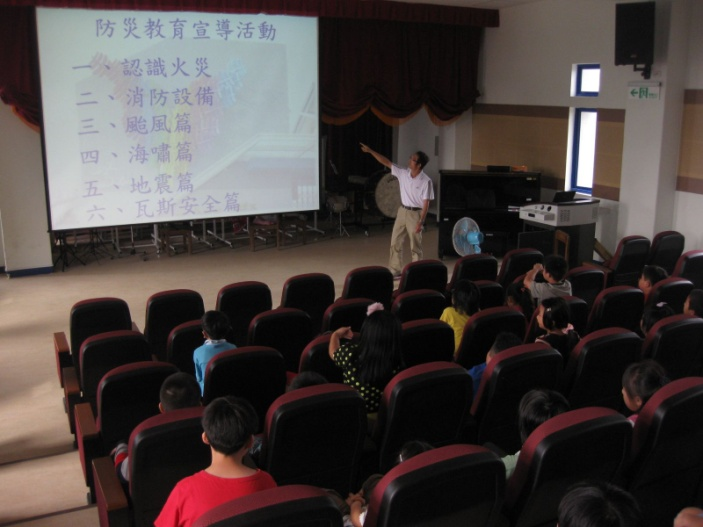 防災教育宣導活動
一、認識火災
二、消防設備
三、颱風篇
四、海嘯篇
五、地震篇
六、瓦斯安全篇